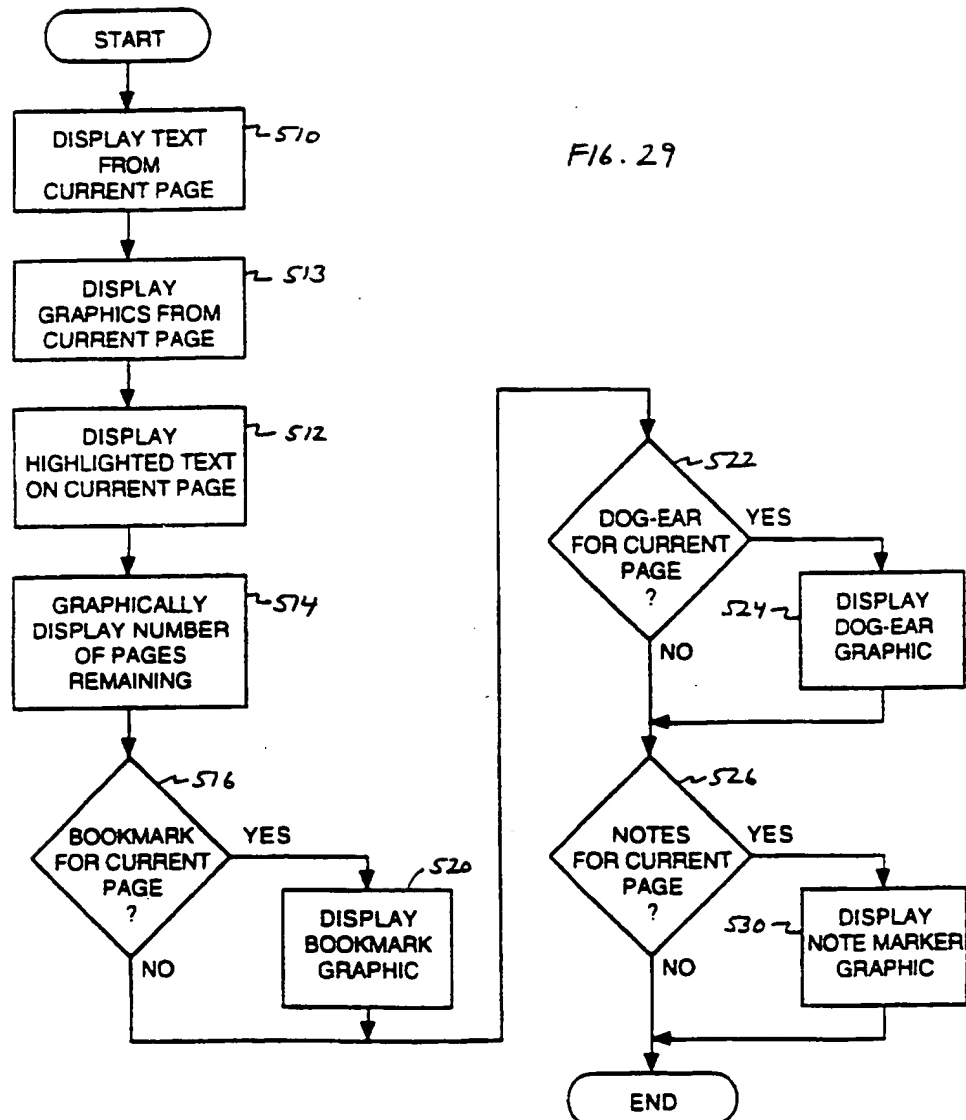 START
DISPLAY TEXT
FROM
CURRENT PAGE
510
FIG. 29
DISPLAY
GRAPHICS FROM
CURRENT PAGE
513
DISPLAY
HIGHLIGHTED TEXT
ON CURRENT PAGE
512
GRAPHICALLY
DISPLAY NUMBER
OF PAGES
REMAINING
514
516
BOOKMARK
FOR CURRENT
PAGE
?
YES
NO
520
DISPLAY
BOOKMARK
GRAPHIC
522
DOG-EAR
FOR CURRENT
PAGE
?
YES
NO
524
DISPLAY
DOG-EAR
GRAPHIC
526
NOTES
FOR CURRENT
PAGE
?
YES
NO
530
DISPLAY
NOTE MARKER
GRAPHIC
END